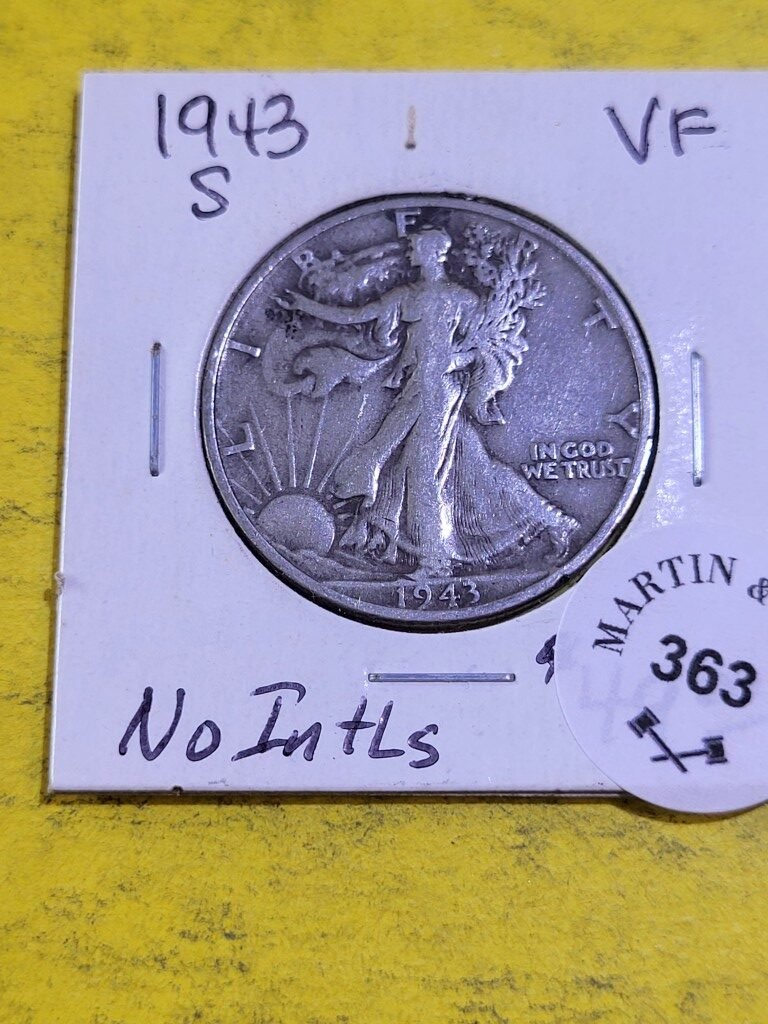 1943
S
VF
LIBERTY
IN GOD
WE TRUST
1943
No Intls
MARTIN &
363